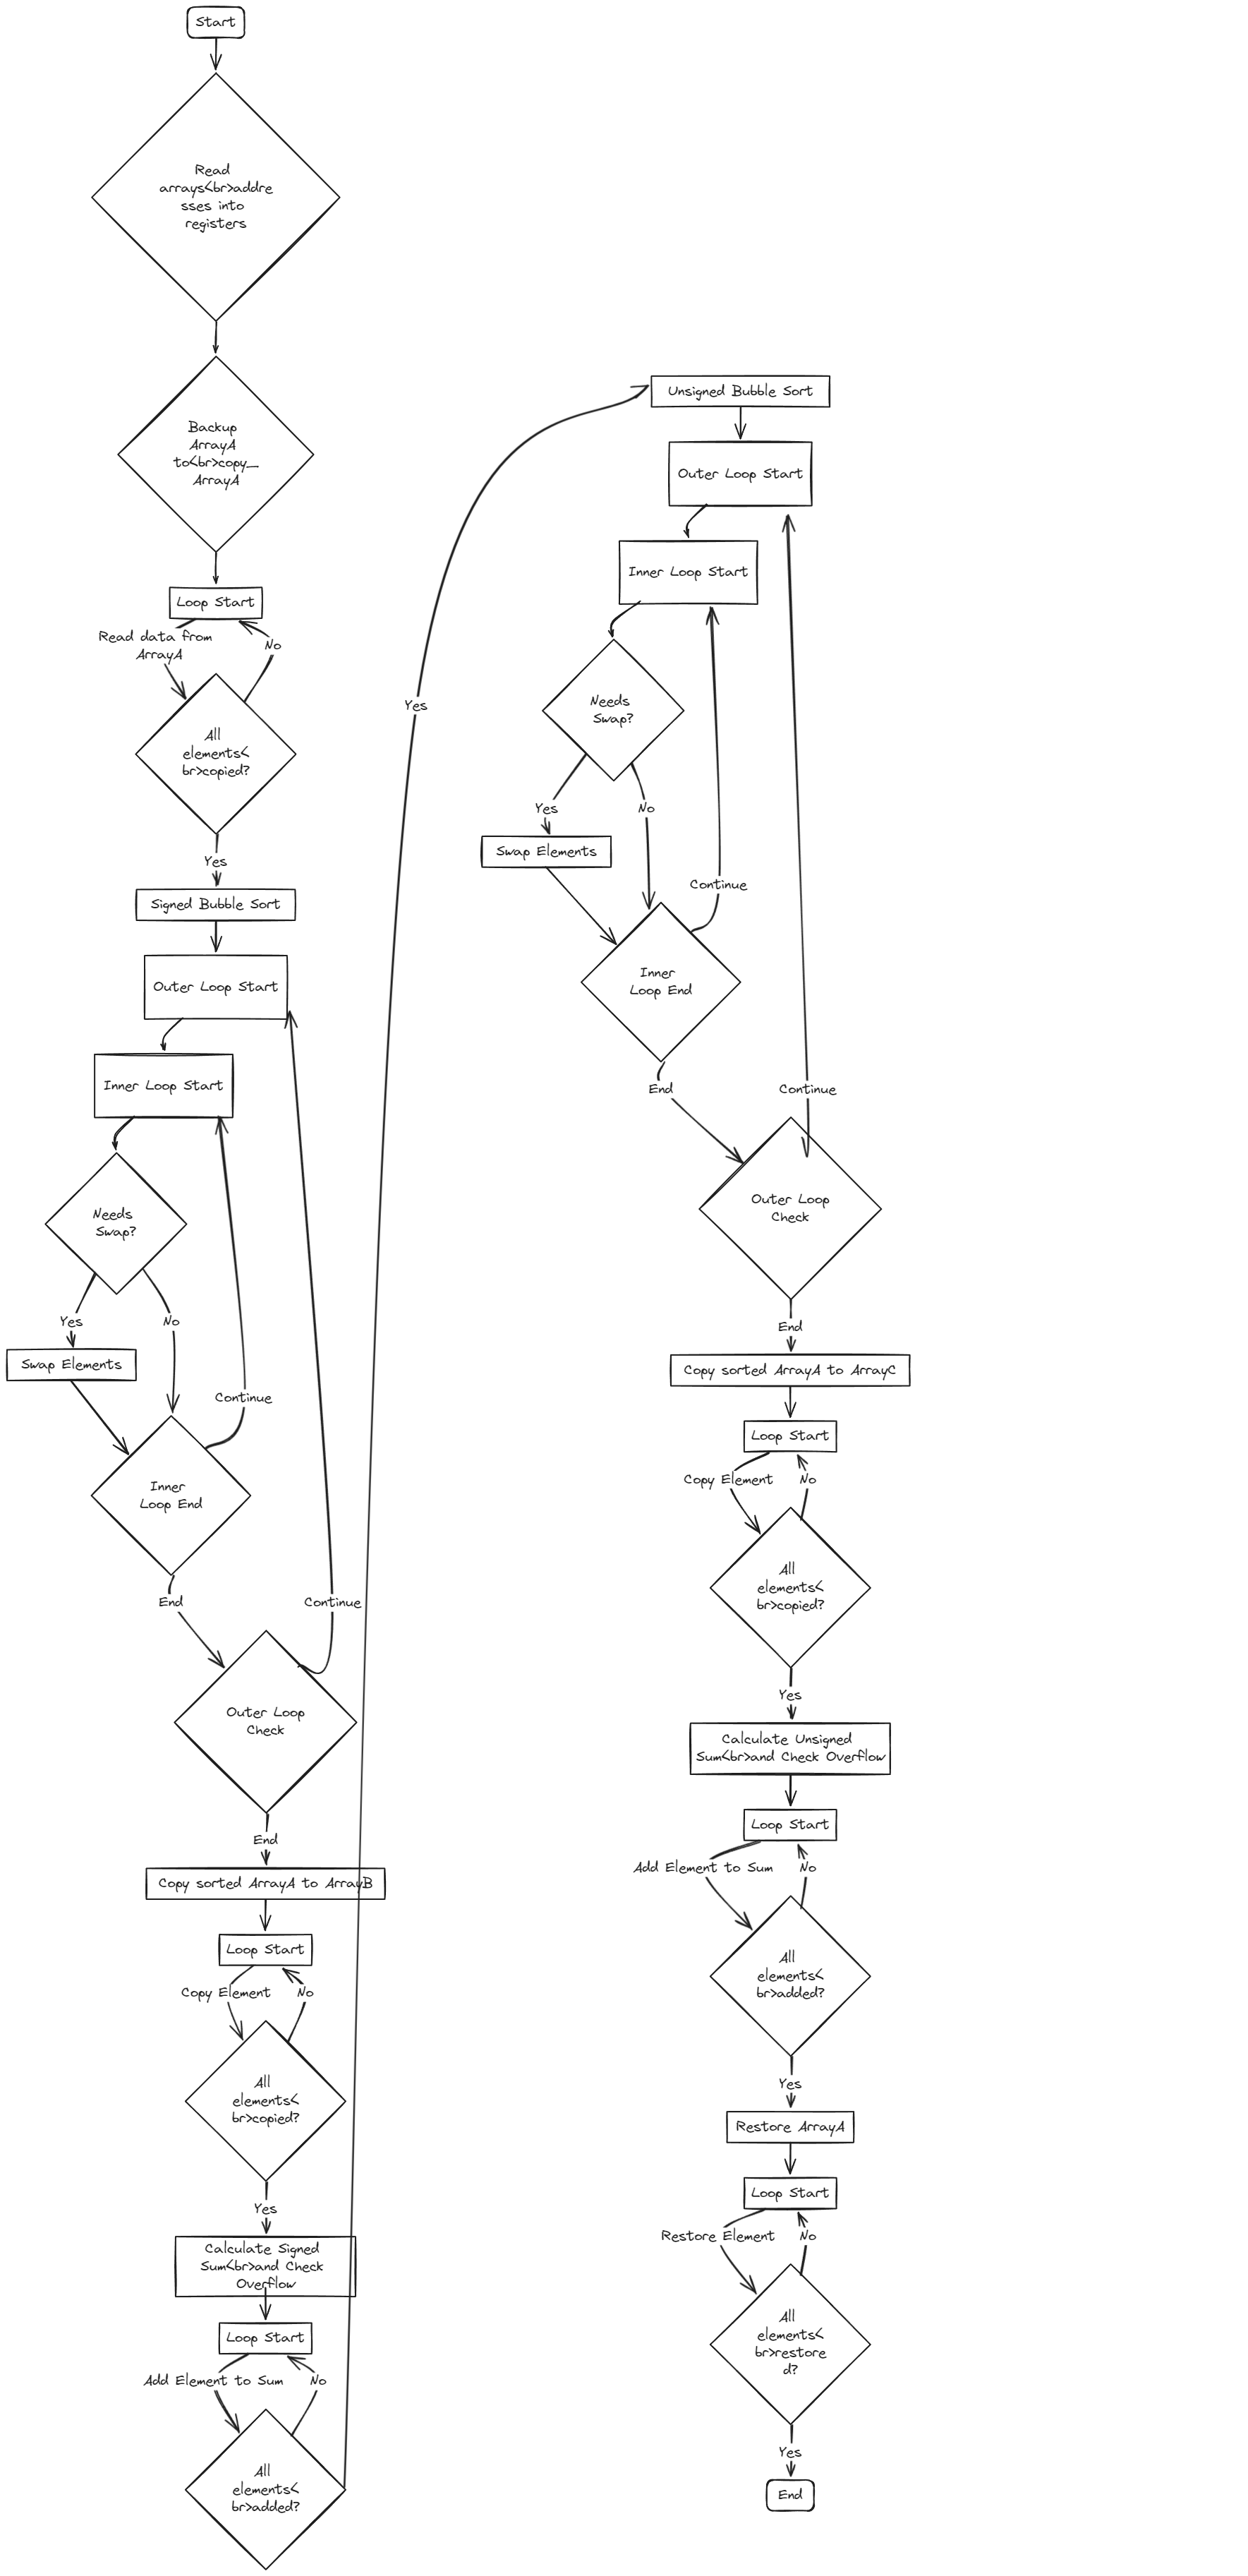 Start
Read
arrays<br>addre
sses into
registers
Backup
ArrayA
to<br>copy_
ArrayA
Loop Start
Read data from
ArrayA
No
All
elements<
br>copied?
Yes
Signed Bubble Sort
Outer Loop Start
Inner Loop Start
Needs
Swap?
Yes
No
Swap Elements
Continue
Inner
Loop End
End
Continue
Outer Loop
Check
End
Copy sorted ArrayA to ArrayB
Loop Start
Copy Element
No
All
elements<
br>copied?
Yes
Calculate Signed
Sum<br>and Check
Overflow
Loop Start
Add Element to Sum
No
All
elements<
br>added?
Yes
Unsigned Bubble Sort
Outer Loop Start
Inner Loop Start
Needs
Swap?
Yes
No
Swap Elements
Continue
Inner
Loop End
End
Continue
Outer Loop
Check
End
Copy sorted ArrayA to ArrayC
Loop Start
Copy Element
No
All
elements<
br>copied?
Yes
Calculate Unsigned
Sum<br>and Check Overflow
Loop Start
Add Element to Sum
No
All
elements<
br>added?
Yes
Restore ArrayA
Loop Start
Restore Element
No
All
elements<
br>restore
d?
Yes
End